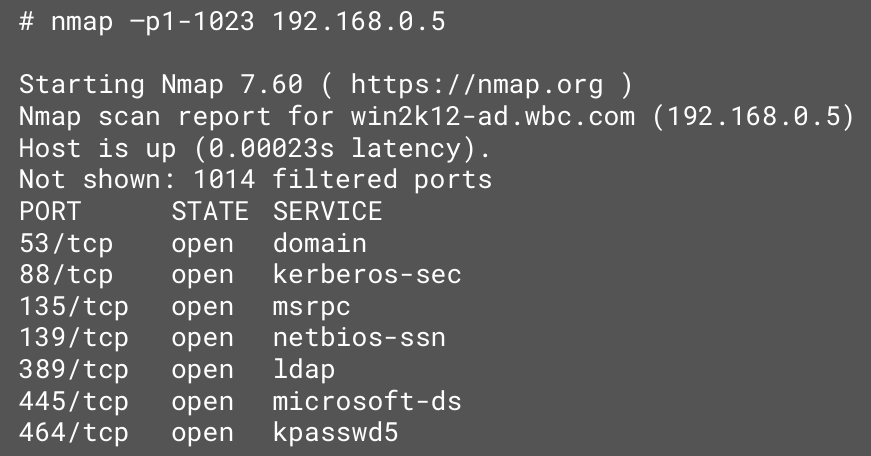 # nmap –p1-1023 192.168.0.5
Starting Nmap 7.60 ( https://nmap.org )
Nmap scan report for win2k12-ad.wbc.com (192.168.0.5)
Host is up (0.00023s latency).
Not shown: 1014 filtered ports
PORT STATE SERVICE
53/tcp open domain
88/tcp open kerberos-sec
135/tcp open msrpc
139/tcp open netbios-ssn
389/tcp open ldap
445/tcp open microsoft-ds
464/tcp open kpasswd5